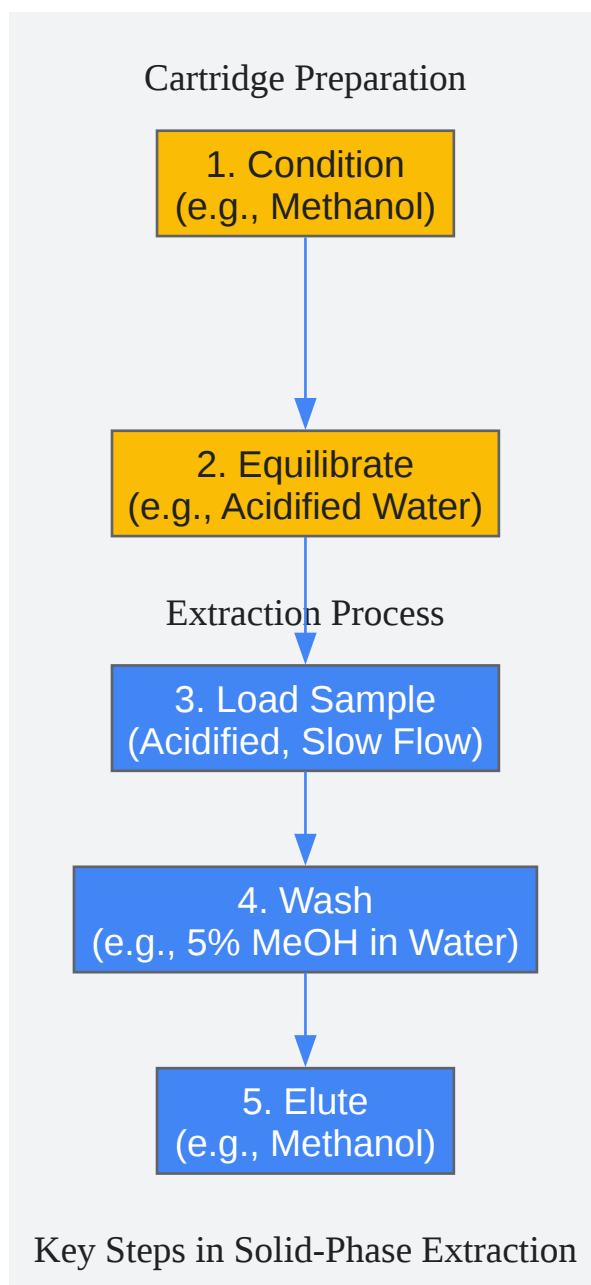 Cartridge Preparation
1. Condition
(e.g., Methanol)
2. Equilibrate
(e.g., Acidified Water)
Extraction Process
3. Load Sample
(Acidified, Slow Flow)
4. Wash
(e.g., 5% MeOH in Water)
5. Elute
(e.g., Methanol)
Key Steps in Solid-Phase Extraction